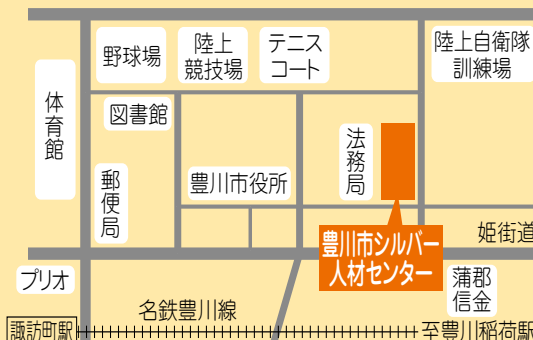 野球場
陸上
競技場
テニス
コート
陸上自衛隊
訓練場
体育館
図書館
郵便局
豊川市役所
法務局
豊川市シルバー
人材センター
姫街道
プリオ
蒲郡
信金
名鉄豊川線
諏訪町駅
至豊川稲荷駅